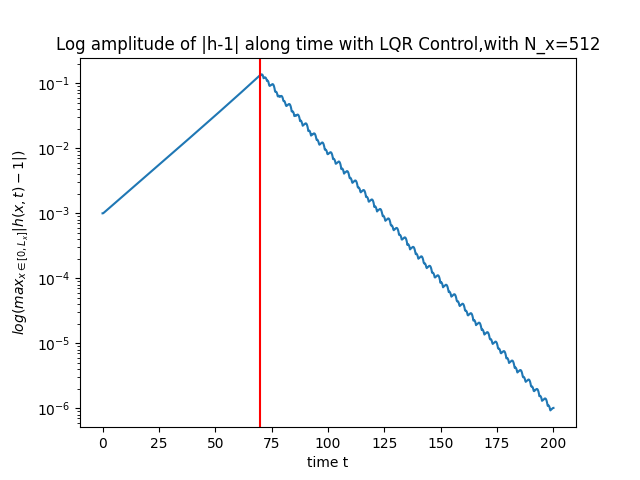 Log amplitude of |h-1| along time with LQR Control,with N_x=512
log(max_{X∈[0,L_x]}|h(x,t)−1|)
10^{−1}
10^{−2}
10^{−3}
10^{−4}
10^{−5}
10^{−6}
0 25 50 75 100 125 150 175 200
time t